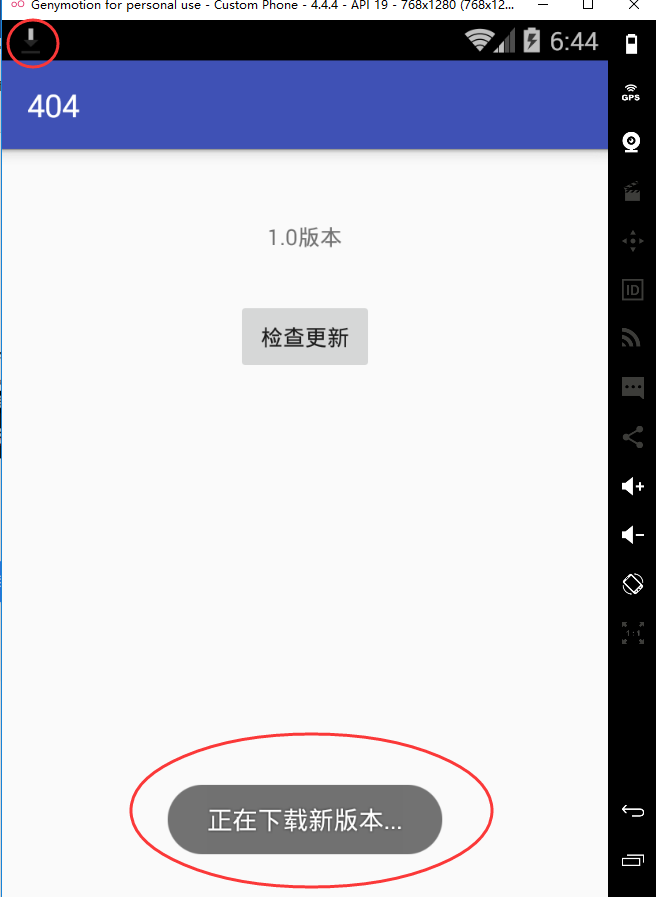 Genymotion for personal use - Custom Phone - 4.4.4 - API 19 - 768x1280 (768x12...
6:44
404
GPS
1.0版本
检查更新
ID
1:1
正在下载新版本...